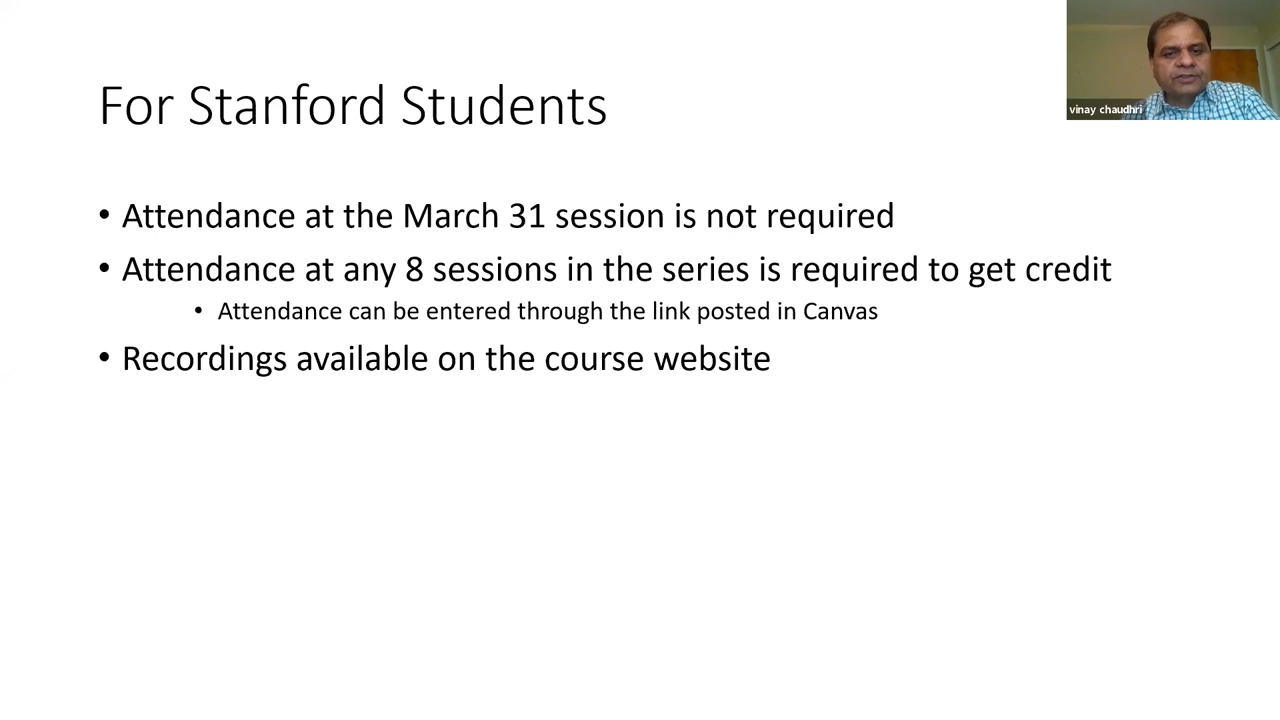 For Stanford Students
vinay chaudhri
• Attendance at the March 31 session is not required
• Attendance at any 8 sessions in the series is required to get credit
• Attendance can be entered through the link posted in Canvas
• Recordings available on the course website